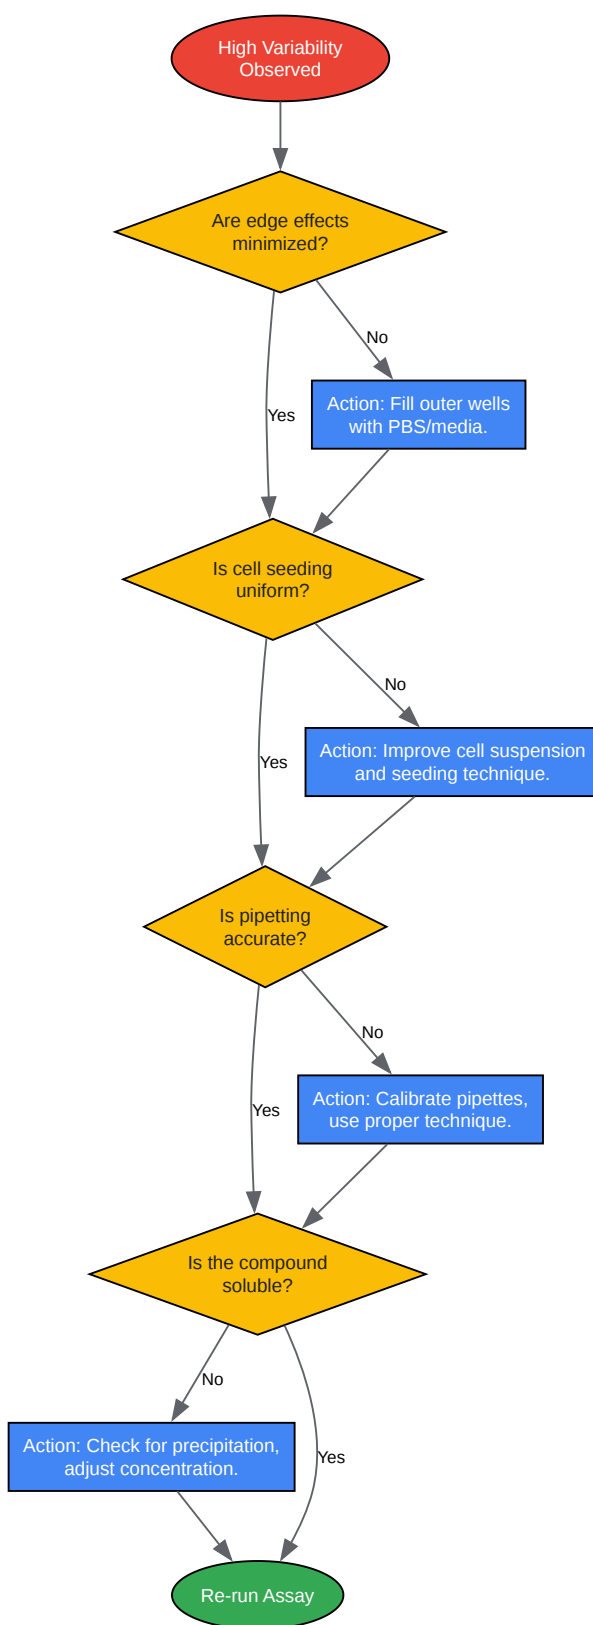 High Variability
Observed
Are edge effects
minimized?
No
Action: Fill outer wells
with PBS/media.
Yes
Is cell seeding
uniform?
No
Action: Improve cell suspension
and seeding technique.
Yes
Is pipetting
accurate?
No
Action: Calibrate pipettes,
use proper technique.
Yes
Is the compound
soluble?
No
Action: Check for precipitation,
adjust concentration.
Yes
Re-run Assay